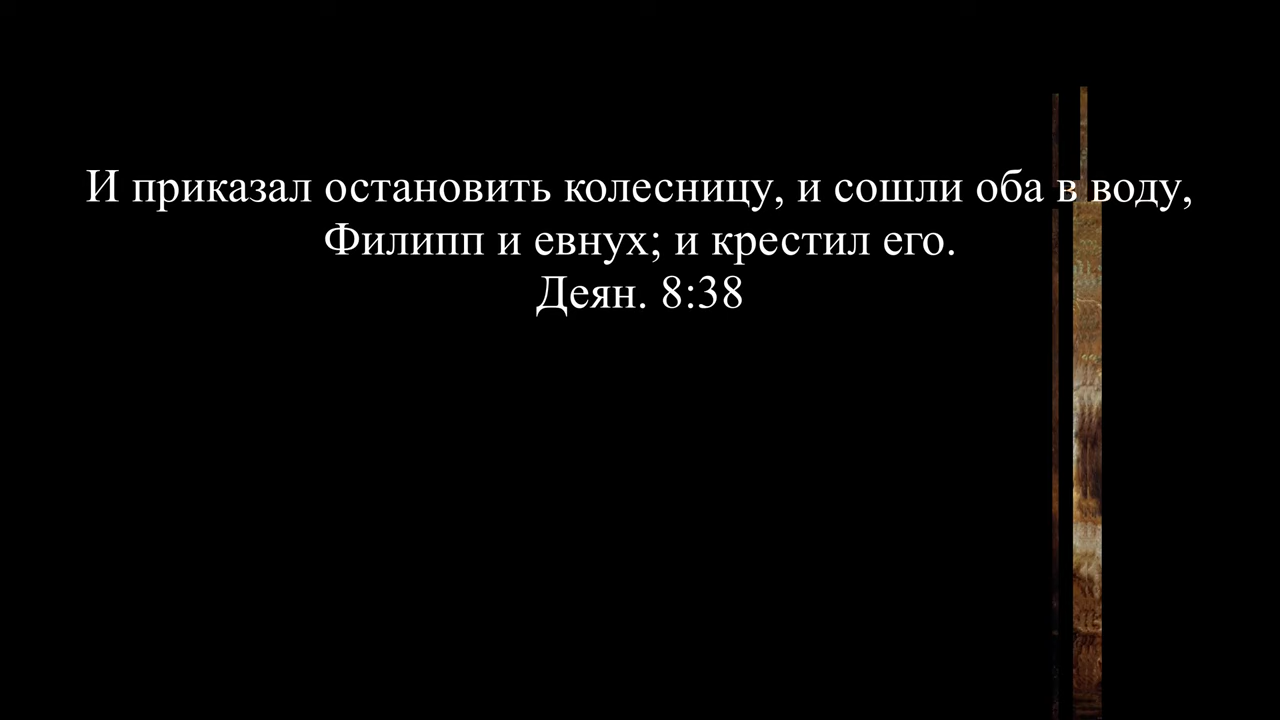 И приказал остановить колесницу, и сошли оба в воду,
Филипп и евнух; и крестил его.
Деян. 8:38